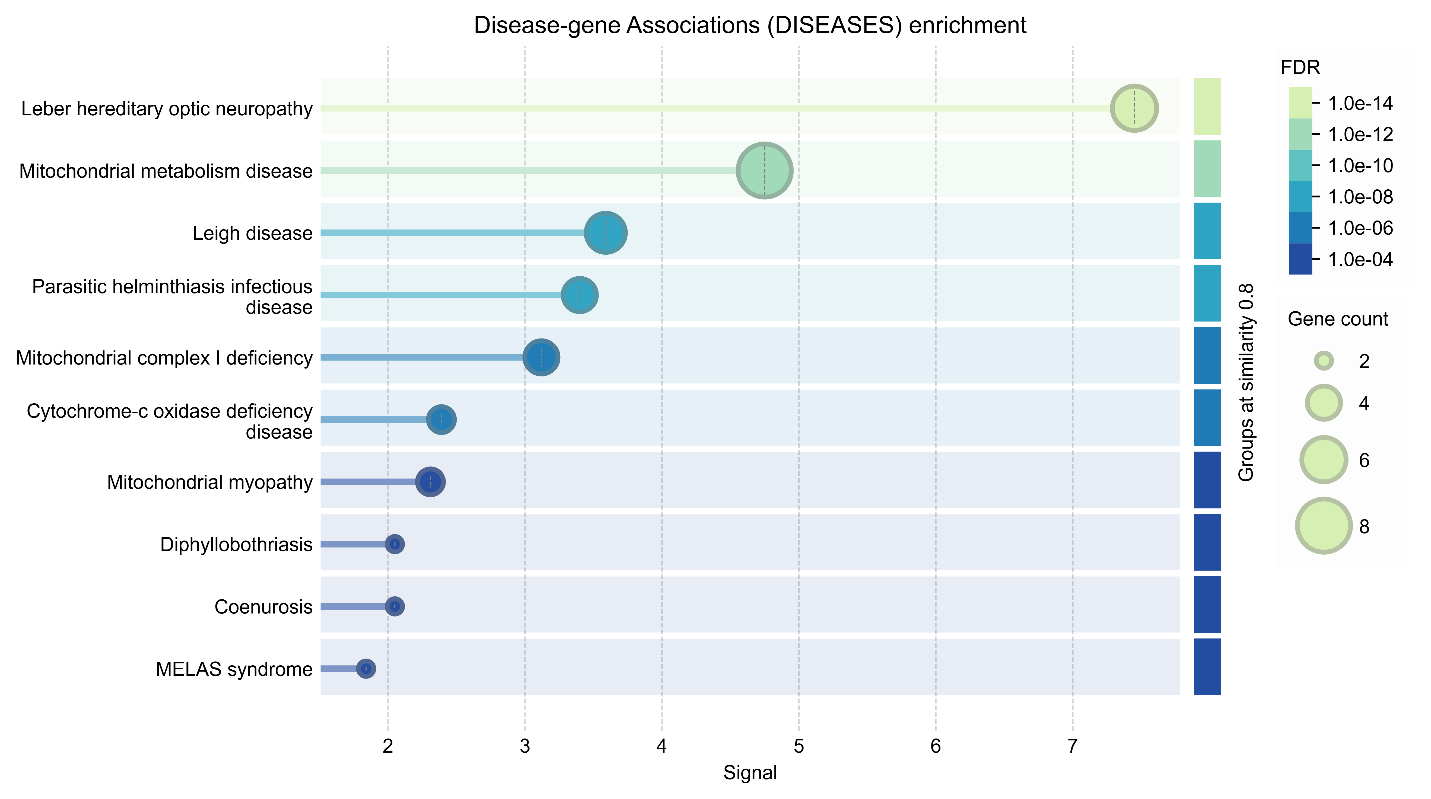 Disease-gene Associations (DISEASES) enrichment
Leber hereditary optic neuropathy
Mitochondrial metabolism disease
Leigh disease
Parasitic helminthiasis infectious
disease
Mitochondrial complex I deficiency
Cytochrome-c oxidase deficiency
disease
Mitochondrial myopathy
Diphyllobothriasis
Coenurosis
MELAS syndrome
2 3 4 5 6 7
Signal
Groups at similarity 0.8
FDR
1.0e-14
1.0e-12
1.0e-10
1.0e-08
1.0e-06
1.0e-04
Gene count
2
4
6
8